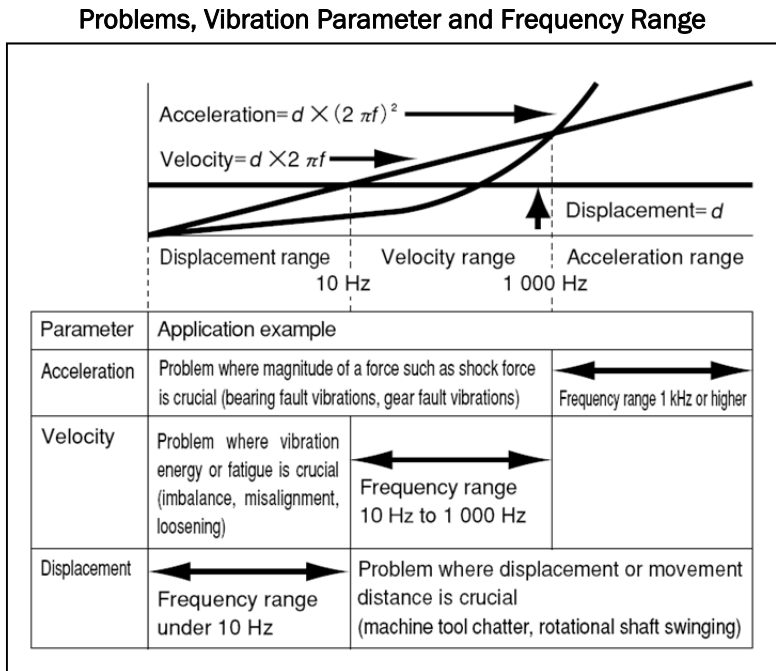 Problems, Vibration Parameter and Frequency Range
Acceleration= d × (2 πf)²
Velocity= d ×2 πf
Displacement= d
Displacement range
Velocity range
Acceleration range
10 Hz
1 000 Hz
Parameter
Application example
Acceleration
Problem where magnitude of a force such as shock force
is crucial (bearing fault vibrations, gear fault vibrations)
Frequency range 1 kHz or higher
Velocity
Problem where vibration
energy or fatigue is crucial
(imbalance, misalignment,
loosening)
Frequency range
10 Hz to 1 000 Hz
Displacement
Frequency range
under 10 Hz
Problem where displacement or movement
distance is crucial
(machine tool chatter, rotational shaft swinging)